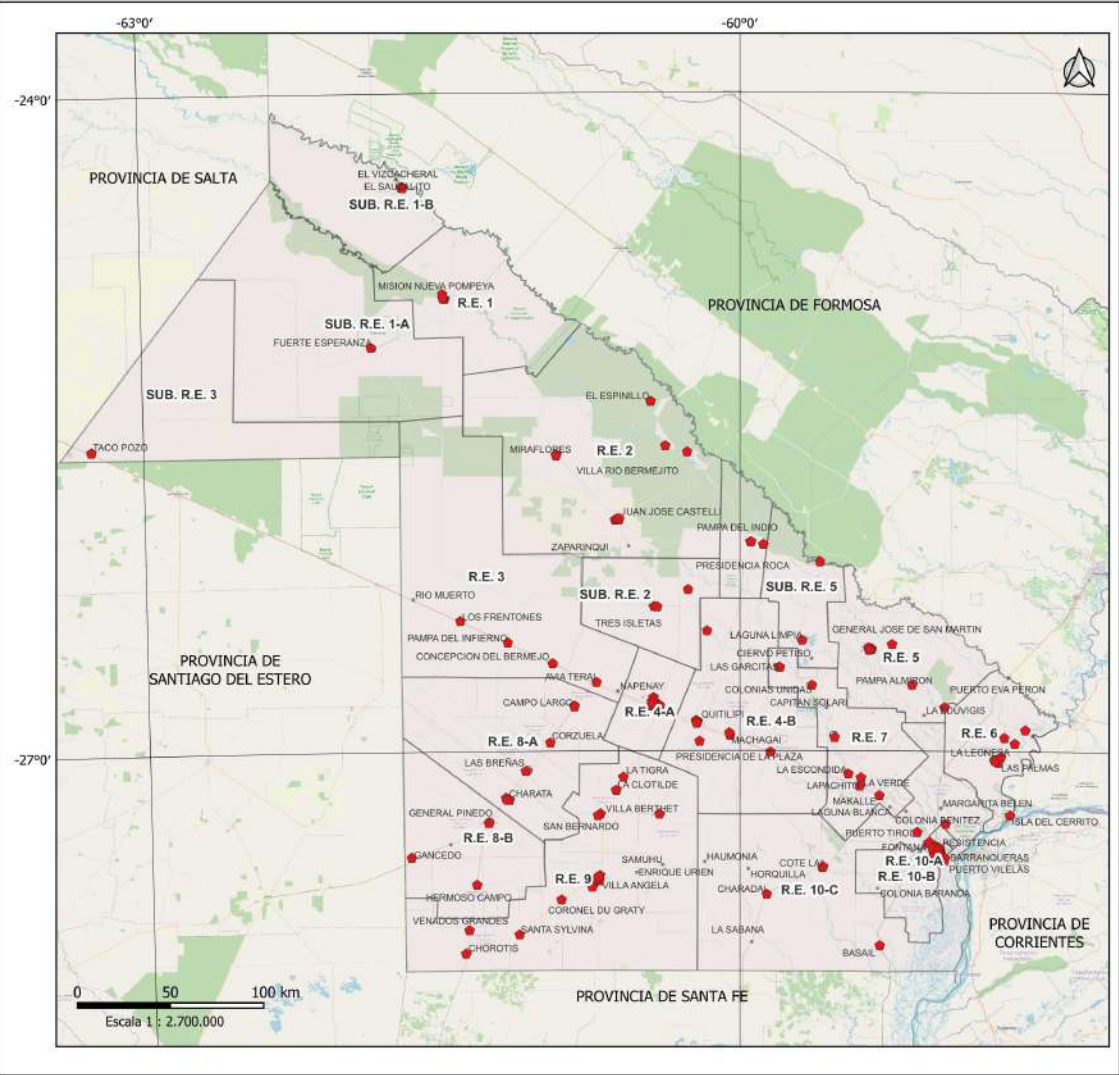 -63°0'
-60°0'
-24°0'
PROVINCIA DE SALTA
EL VIZCACHERAL
EL SAUZALITO
SUB. R.E. 1-B
MISION NUEVA POMPEYA
R.E. 1
PROVINCIA DE FORMOSA
SUB. R.E. 1-A
FUERTE ESPERANZA
SUB. R.E. 3
EL ESPINILLO
TACO POZO
MIRAFLORES
R.E. 2
VILLA RIO BERMEJITO
JUAN JOSE CASTELLI
PAMPA DEL INDIO
ZAPARINQUI
PRESIDENCIA ROCA
R.E. 3
SUB. R.E. 5
RIO MUERTO
SUB. R.E. 2
LOS FRENTONES
TRES ISLETAS
GENERAL JOSE DE SAN MARTIN
PAMPA DEL INFIERNO
LAGUNA LIMPIA
CONCEPCION DEL BERMEJO
CIERVO PETISO
R.E. 5
PROVINCIA DE
SANTIAGO DEL ESTERO
LAS GARCITAS
AVIA TERAI
NAPENAY
COLONIAS UNIDAS
PAMPA ALMIRON
PUERTO EVA PERON
CAMPO LARGO
R.E. 4-A
CAPITAN SOLARI
LA EDUVIGIS
QUITILIPI
R.E. 4-B
R.E. 8-A
CORZUELA
MACHAGAI
R.E. 7
R.E. 6
-27°0'
PRESIDENCIA DE LA PLAZA
LA LEONESA
LAS BREÑAS
LA TIGRA
LA ESCONDIDA
LAS PALMAS
LA CLOTILDE
LAPACHITO
LA VERDE
CHARATA
MAKALLE
MARGARITA BELEN
GENERAL PINEDO
VILLA BERTHET
LAGUNA BLANCA
ISLA DEL CERRITO
SAN BERNARDO
COLONIA BENITEZ
R.E. 8-B
PUERTO TIROL
FONTANA
RESISTENCIA
GANCEDO
SAMUHU
HAUMONIA
COTE LAI
R.E. 10-A
BARRANQUERAS
ENRIQUE URIEN
HORQUILLA
R.E. 10-B
PUERTO VILELAS
R.E. 9
VILLA ANGELA
CHARADAI
R.E. 10-C
COLONIA BARANDA
HERMOSO CAMPO
CORONEL DU GRATY
VENADOS GRANDES
SANTA SYLVINA
LA SABANA
PROVINCIA DE
CORRIENTES
CHOROTIS
BASAIL
0 50 100 km
PROVINCIA DE SANTA FE
Escala 1 : 2.700.000